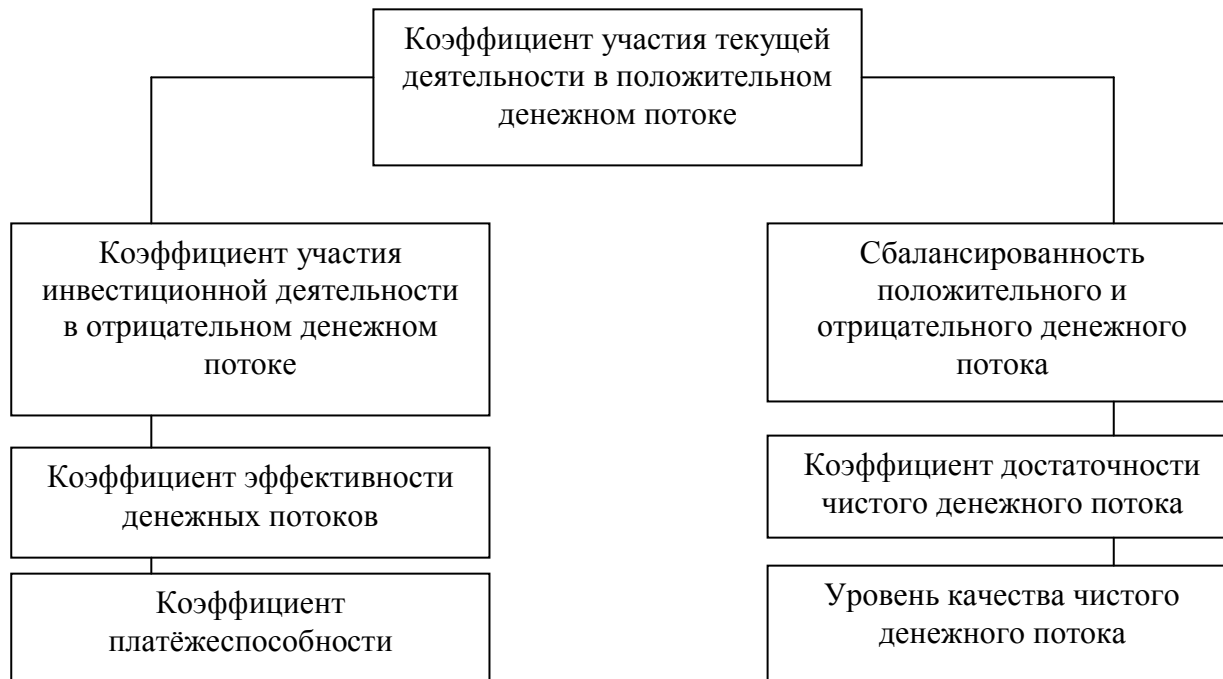 Коэффициент участия текущей
деятельности в положительном
денежном потоке
Коэффициент участия
инвестиционной деятельности
в отрицательном денежном
потоке
Сбалансированность
положительного и
отрицательного денежного
потока
Коэффициент эффективности
денежных потоков
Коэффициент достаточности
чистого денежного потока
Коэффициент
платёжеспособности
Уровень качества чистого
денежного потока